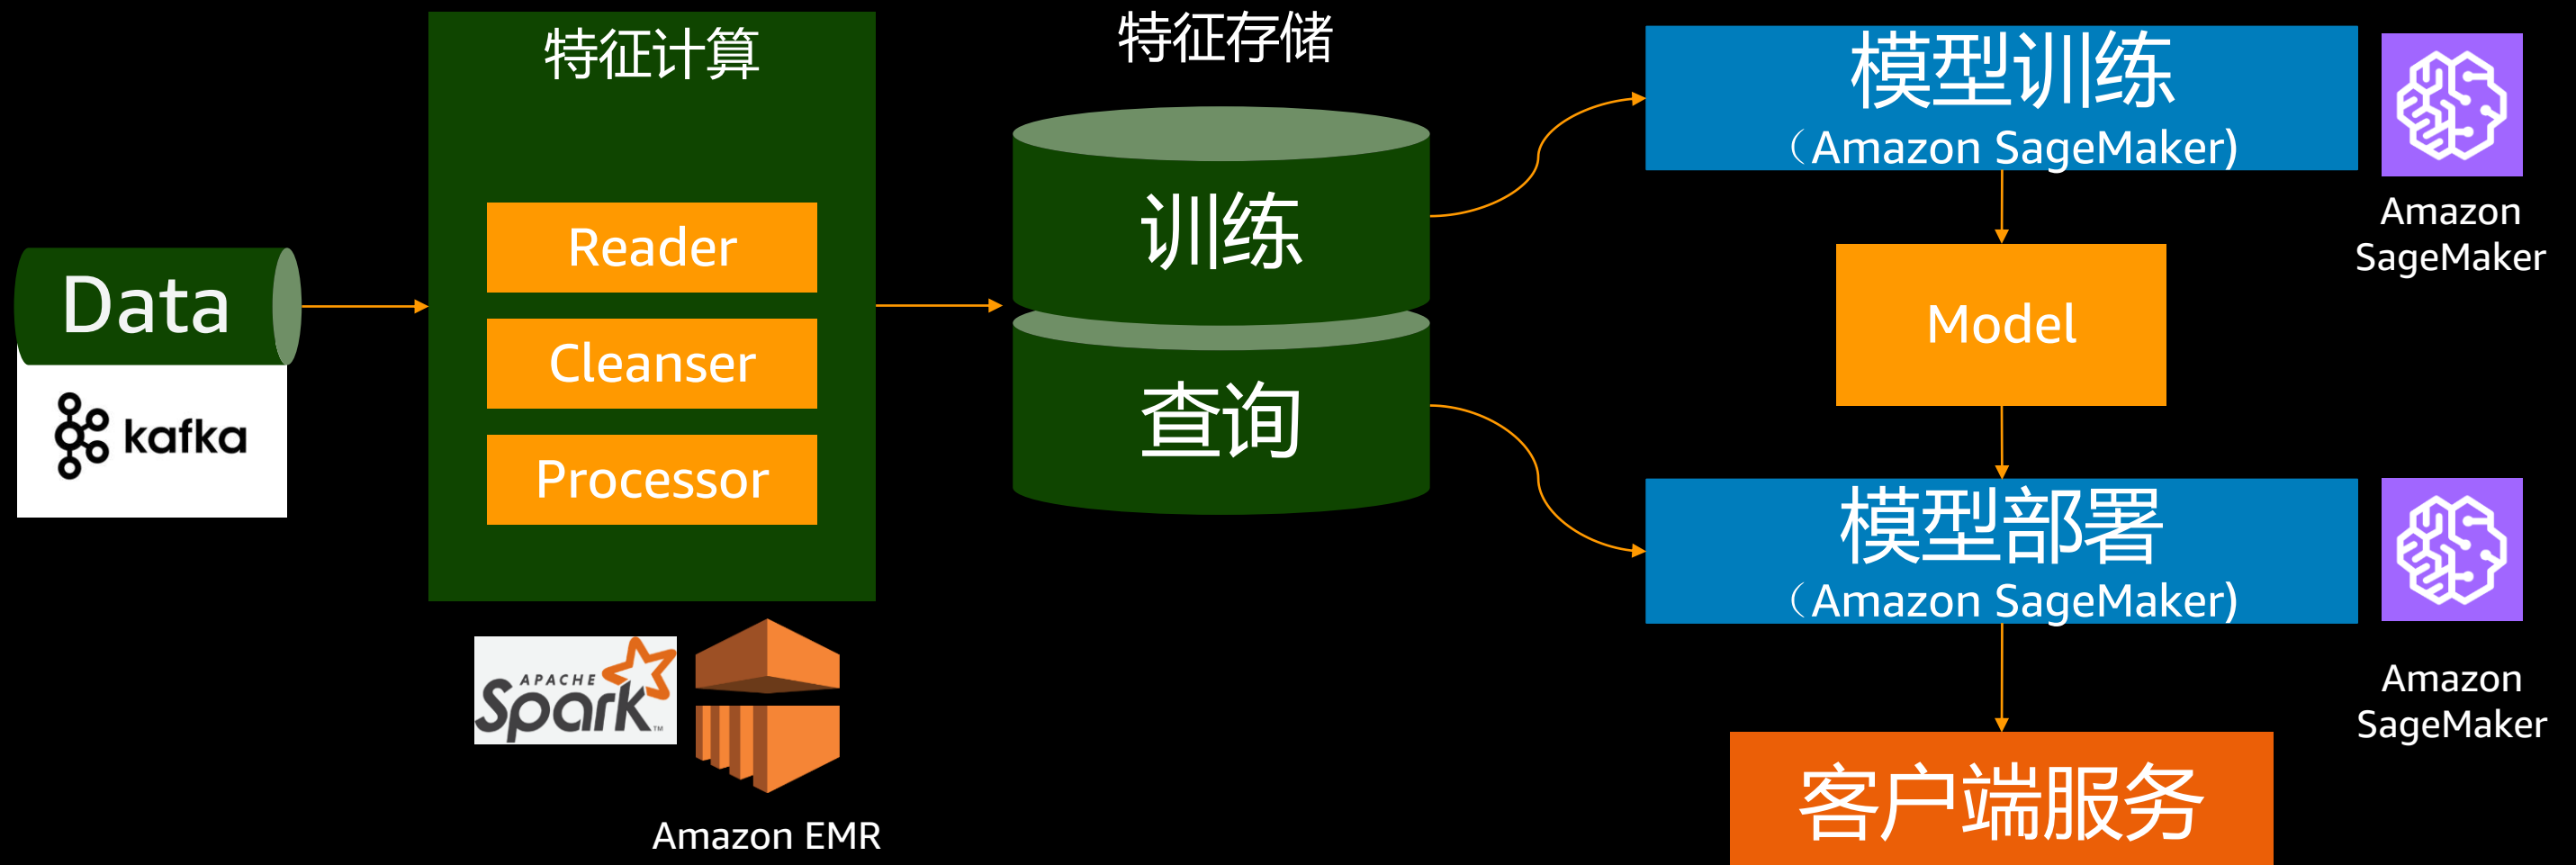 特征计算
特征存储
模型训练
（Amazon SageMaker)
Amazon
SageMaker
训练
Reader
Data
Cleanser
Model
kafka
查询
Processor
模型部署
（Amazon SageMaker)
Amazon
SageMaker
APACHE
Spark™
Amazon EMR
客户端服务